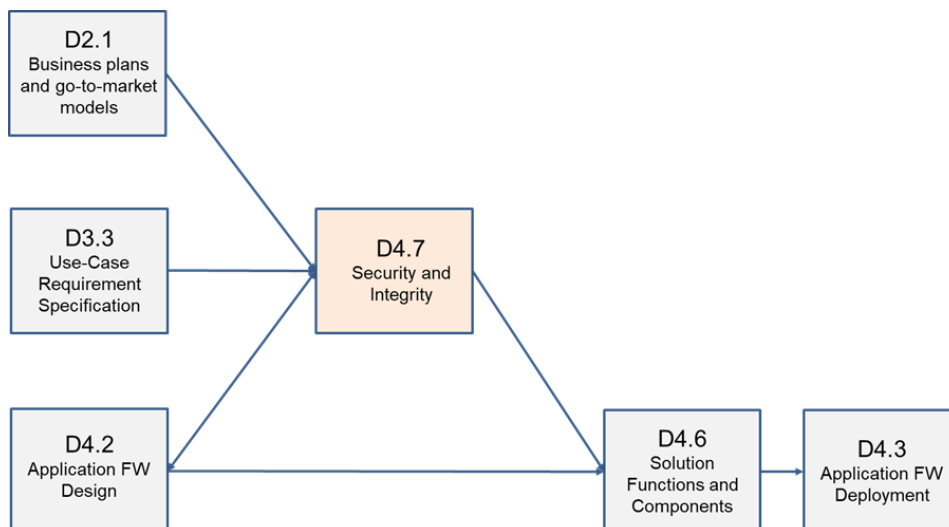 D2.1
Business plans
and go-to-market
models
D3.3
Use-Case
Requirement
Specification
D4.7
Security and
Integrity
D4.2
Application FW
Design
D4.6
Solution
Functions and
Components
D4.3
Application FW
Deployment